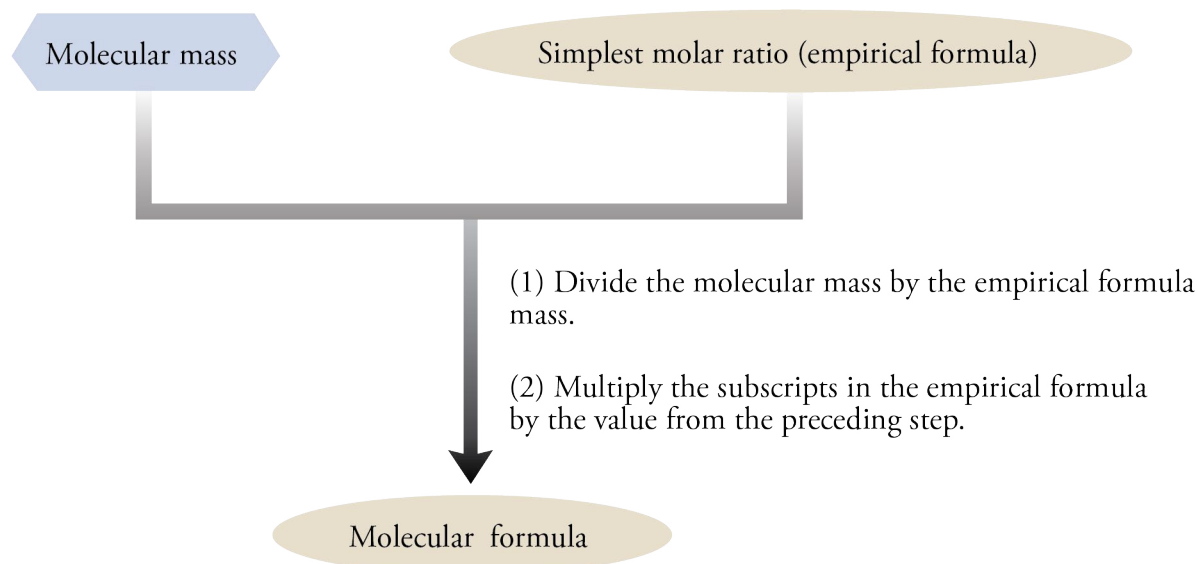 Molecular mass
Simplest molar ratio (empirical formula)
(1) Divide the molecular mass by the empirical formula
mass.
(2) Multiply the subscripts in the empirical formula
by the value from the preceding step.
Molecular formula